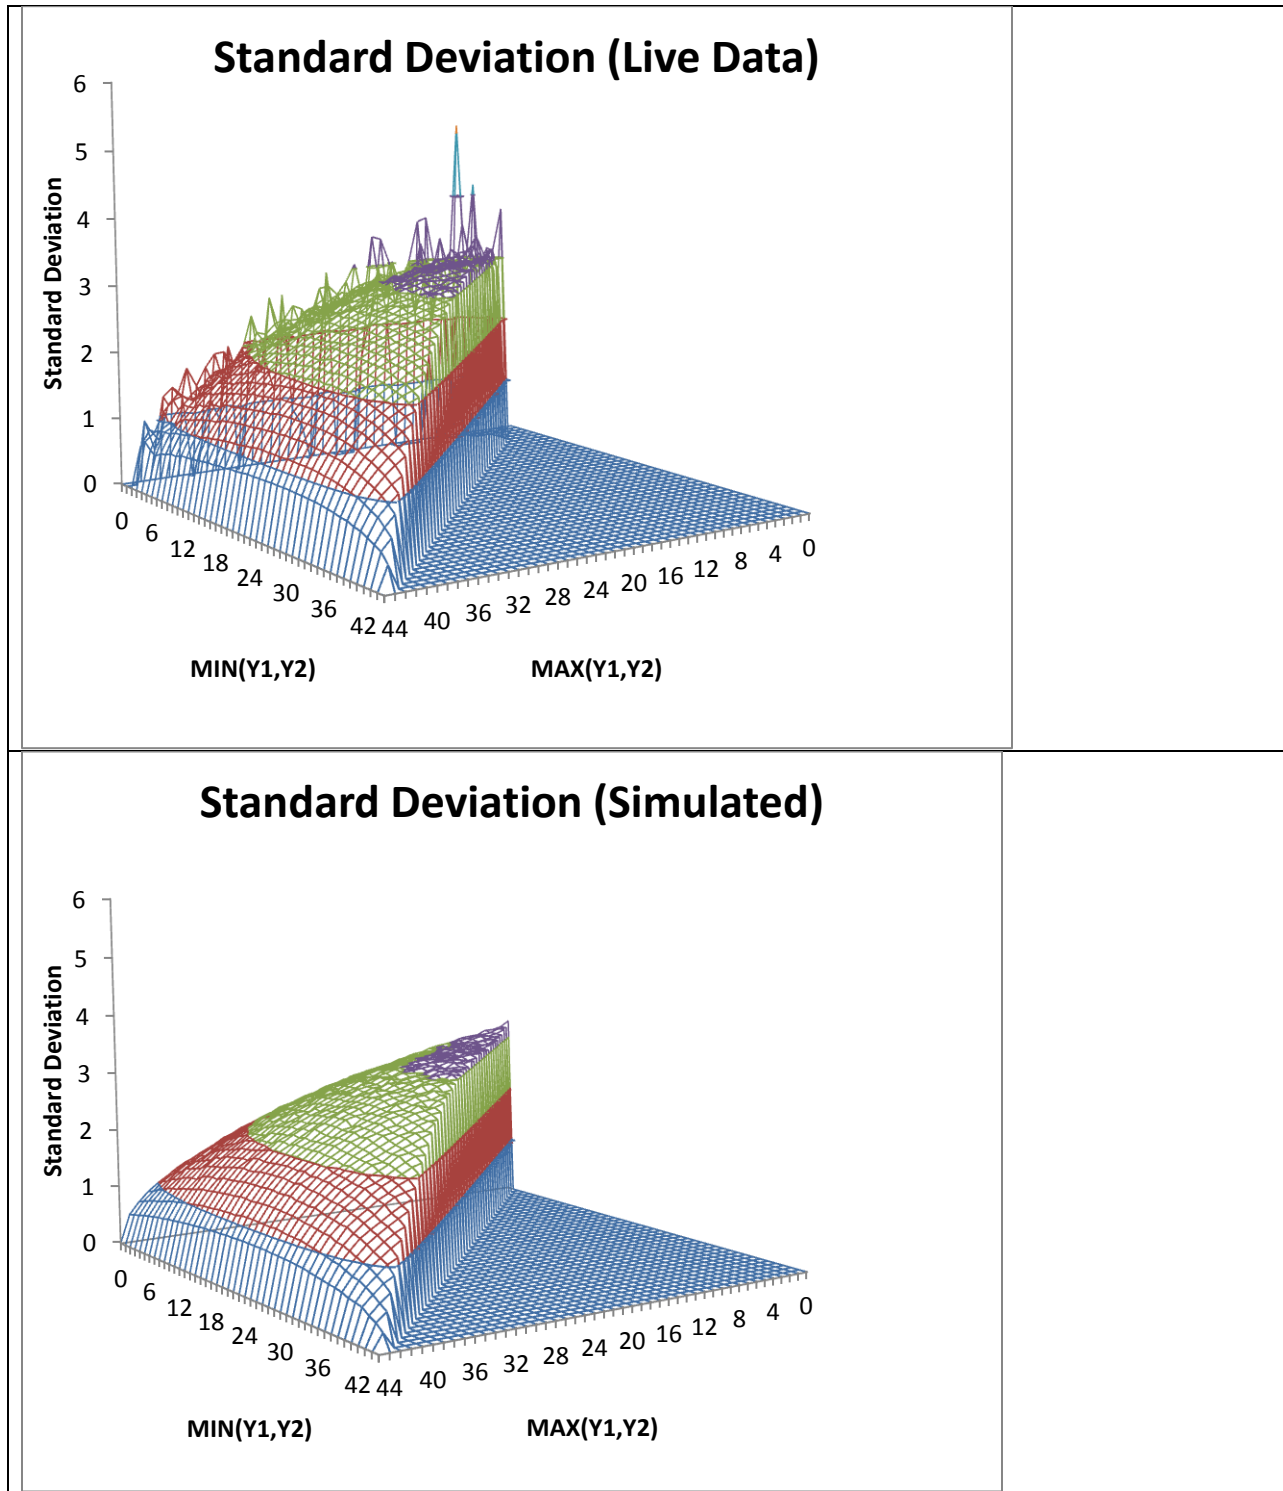 Standard Deviation (Live Data)
6
5
4
3
2
1
0
Standard Deviation
0 6 12 18 24 30 36 42
44 40 36 32 28 24 20 16 12 8 4 0
MIN(Y1,Y2) MAX(Y1,Y2)
Standard Deviation (Simulated)
6
5
4
3
2
1
0
Standard Deviation
0 6 12 18 24 30 36 42
44 40 36 32 28 24 20 16 12 8 4 0
MIN(Y1,Y2) MAX(Y1,Y2)